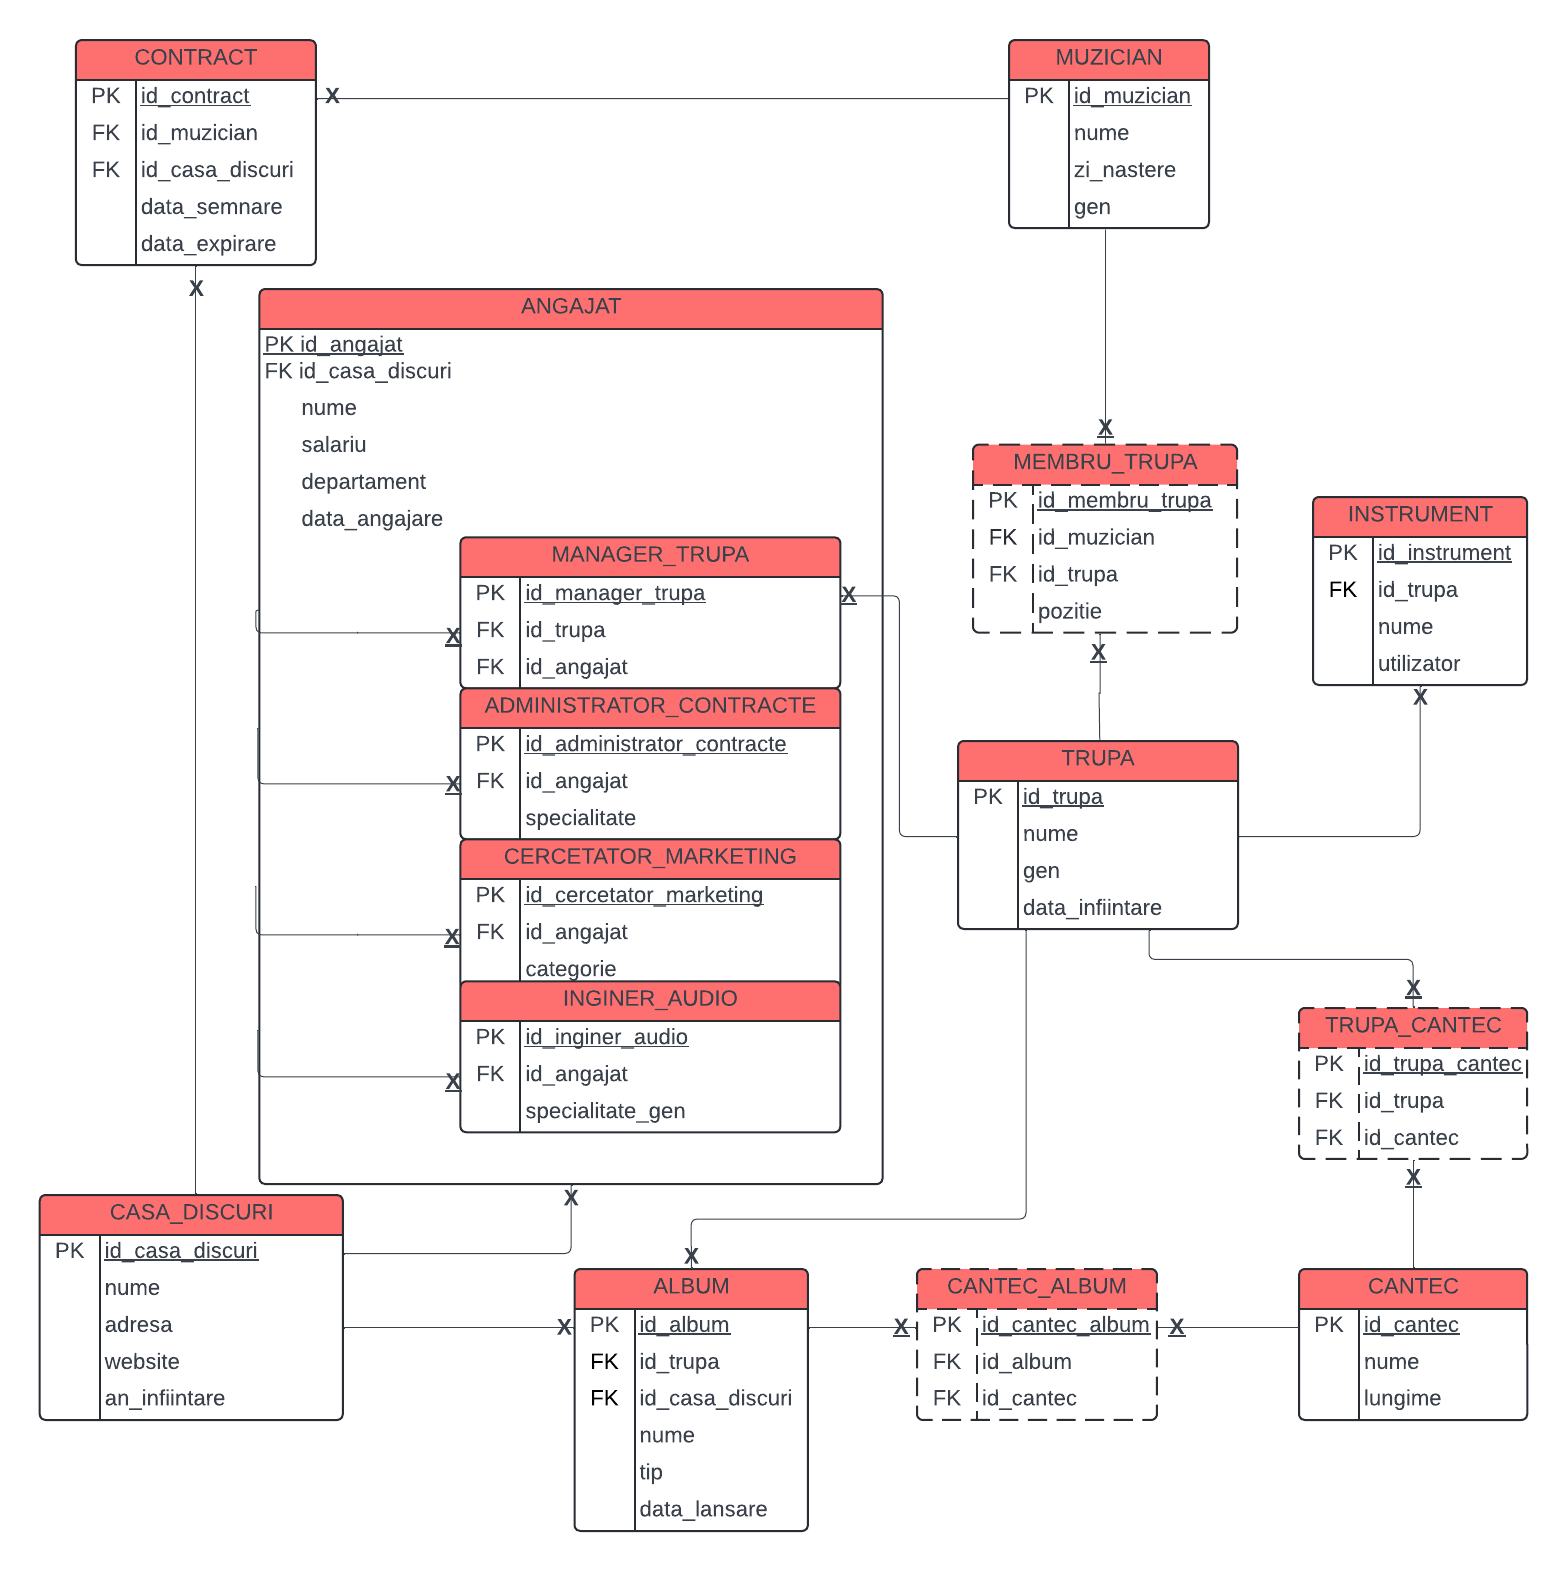 CONTRACT
PK id_contract
FK id_muzician
FK id_casa_discuri
data_semnare
data_expirare
X
X
MUZICIAN
PK id_muzician
nume
zi_nastere
gen
ANGAJAT
PK id_angajat
FK id_casa_discuri
nume
salariu
departament
data_angajare
MANAGER_TRUPA
PK id_manager_trupa
FK id_trupa
FK id_angajat
X
X
ADMINISTRATOR_CONTRACTE
PK id_administrator_contracte
FK id_angajat
specialitate
X
CERCETATOR_MARKETING
PK id_cercetator_marketing
FK id_angajat
categorie
X
INGINER_AUDIO
PK id_inginer_audio
FK id_angajat
specialitate_gen
X
X
X
MEMBRU_TRUPA
PK id_membru_trupa
FK id_muzician
FK id_trupa
pozitie
X
INSTRUMENT
PK id_instrument
FK id_trupa
nume
utilizator
X
TRUPA
PK id_trupa
nume
gen
data_infiintare
X
TRUPA_CANTEC
PK id_trupa_cantec
FK id_trupa
FK id_cantec
X
CASA_DISCURI
PK id_casa_discuri
nume
adresa
website
an_infiintare
X
X
ALBUM
PK id_album
FK id_trupa
FK id_casa_discuri
nume
tip
data_lansare
X
CANTEC_ALBUM
PK id_cantec_album
FK id_album
FK id_cantec
X
CANTEC
PK id_cantec
nume
lungime